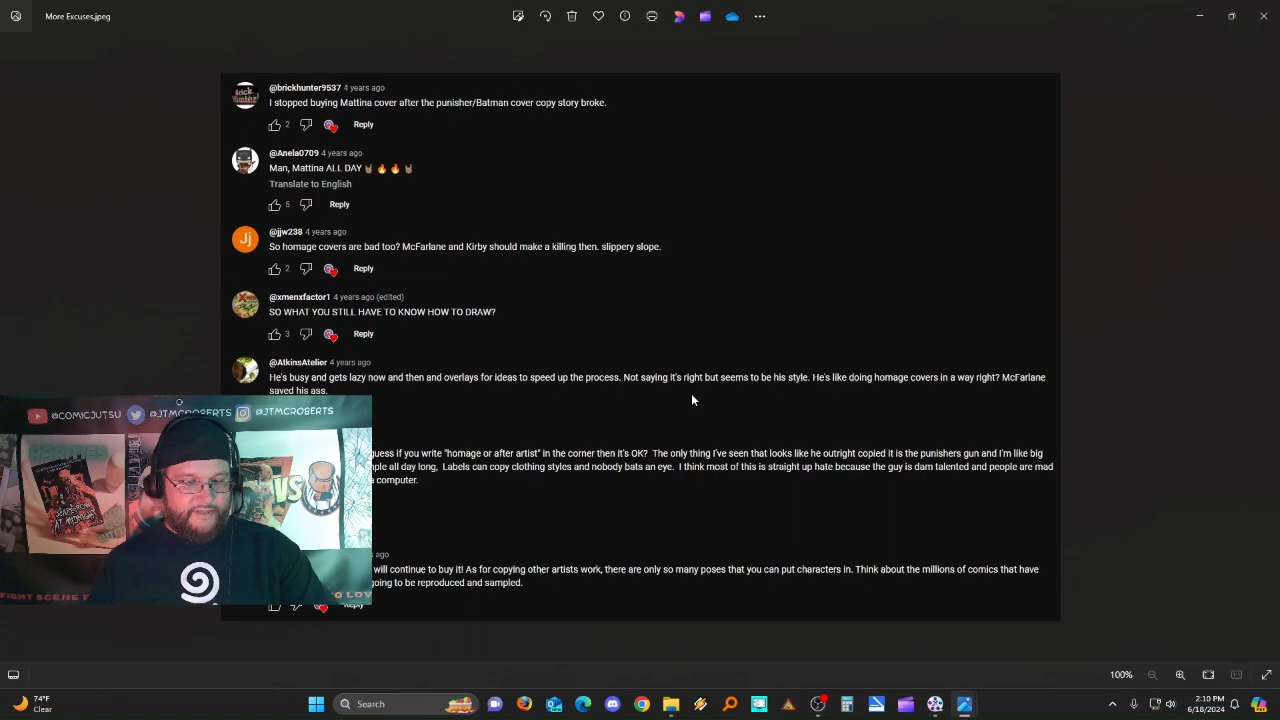 More Excuses.jpeg
@brickhunter9537 4 years ago
I stopped buying Mattina cover after the punisher/Batman cover copy story broke.
2 Reply
@Anela0709 4 years ago
Man, Mattina ALL DAY 🤘🏽🔥🔥🤘🏽
Translate to English
5 Reply
@jjw238 4 years ago
Jj
So homage covers are bad too? McFarlane and Kirby should make a killing then. slippery slope.
2 Reply
@xmenxfactor1 4 years ago (edited)
SO WHAT YOU STILL HAVE TO KNOW HOW TO DRAW?
3 Reply
@AtkinsAtelier 4 years ago
He's busy and gets lazy now and then and overlays for ideas to speed up the process. Not saying it's right but seems to be his style. He's like doing homage covers in a way right? McFarlane
saved his ass.
@COMICJUTSU @JTMCROBERTS @JTMCROBERTS
guess if you write "homage or after artist" in the corner then it's OK? The only thing I've seen that looks like he outright copied it is the punishers gun and I'm like big
all day long, Labels can copy clothing styles and nobody bats an eye. I think most of this is straight up hate because the guy is dam talented and people are mad
a computer.
VS
ago
will continue to buy it! As for copying other artists work, there are only so many poses that you can put characters in. Think about the millions of comics that have
going to be reproduced and sampled.
FIGHT SCENE
TO LOV
Reply
100%
74°F
Clear
Search
2:10 PM
6/18/2024